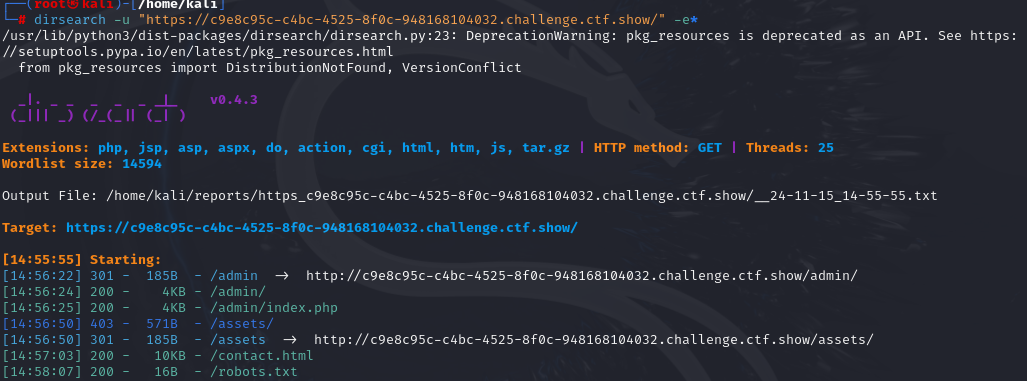 ┌──(root㉿kali)-[/home/kali]
└─# dirsearch -u "https://c9e8c95c-c4bc-4525-8f0c-948168104032.challenge.ctf.show/" -e*
/usr/lib/python3/dist-packages/dirsearch/dirsearch.py:23: DeprecationWarning: pkg_resources is deprecated as an API. See https:
//setuptools.pypa.io/en/latest/pkg_resources.html
  from pkg_resources import DistributionNotFound, VersionConflict
  _|. _ _  _  _  _ _|_    v0.4.3
 (_||| _) (/_(_|| (_| )
Extensions: php, jsp, asp, aspx, do, action, cgi, html, htm, js, tar.gz | HTTP method: GET | Threads: 25
Wordlist size: 14594
Output File: /home/kali/reports/https_c9e8c95c-c4bc-4525-8f0c-948168104032.challenge.ctf.show/__24-11-15_14-55-55.txt
Target: https://c9e8c95c-c4bc-4525-8f0c-948168104032.challenge.ctf.show/
[14:55:55] Starting:
[14:56:22] 301 -  185B  - /admin  →  http://c9e8c95c-c4bc-4525-8f0c-948168104032.challenge.ctf.show/admin/
[14:56:24] 200 -    4KB - /admin/
[14:56:25] 200 -    4KB - /admin/index.php
[14:56:50] 403 -  571B  - /assets/
[14:56:50] 301 -  185B  - /assets  →  http://c9e8c95c-c4bc-4525-8f0c-948168104032.challenge.ctf.show/assets/
[14:57:03] 200 -   10KB - /contact.html
[14:58:07] 200 -   16B  - /robots.txt